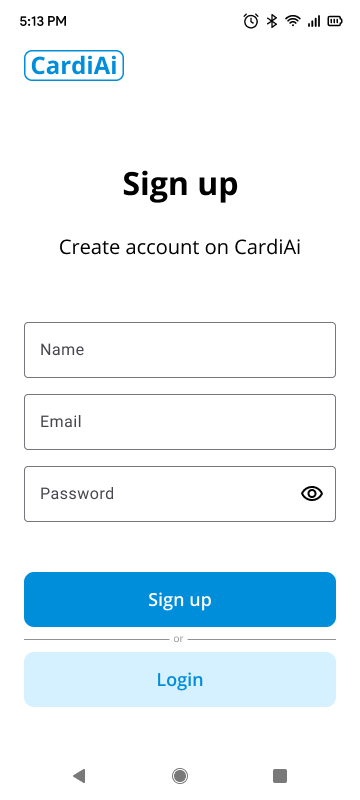 5:13 PM
CardiAi
Sign up
Create account on CardiAi
Name
Email
Password
Sign up
or
Login